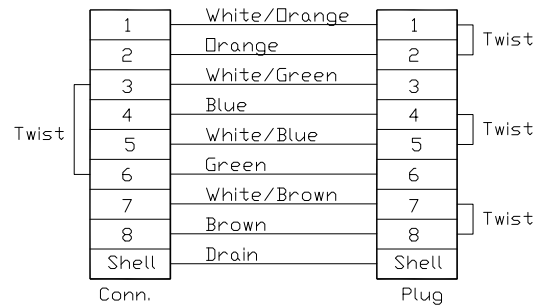 1 White/Orange 1
2 Orange 2
Twist
3 White/Green 3
4 Blue 4
Twist
Twist
5 White/Blue 5
6 Green 6
7 White/Brown 7
Twist
8 Brown 8
Shell Drain Shell
Conn. Plug